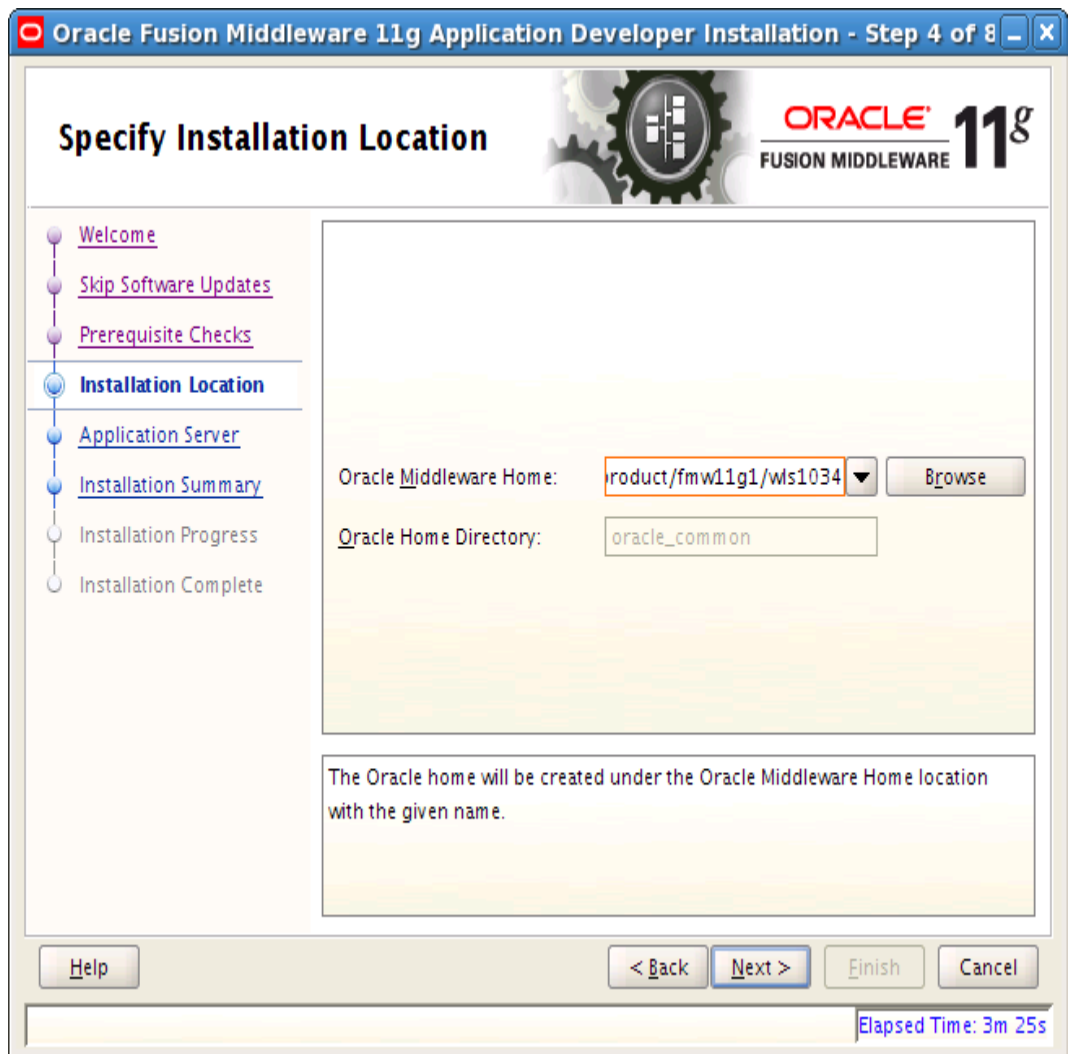 Oracle Fusion Middleware 11g Application Developer Installation - Step 4 of 8
Specify Installation Location
ORACLE
FUSION MIDDLEWARE 11g
Welcome
Skip Software Updates
Prerequisite Checks
Installation Location
Application Server
Installation Summary
Installation Progress
Installation Complete
Oracle Middleware Home: product/fmw11g1/wls1034 Browse
Oracle Home Directory: oracle_common
The Oracle home will be created under the Oracle Middleware Home location
with the given name.
Help < Back Next > Finish Cancel
Elapsed Time: 3m 25s